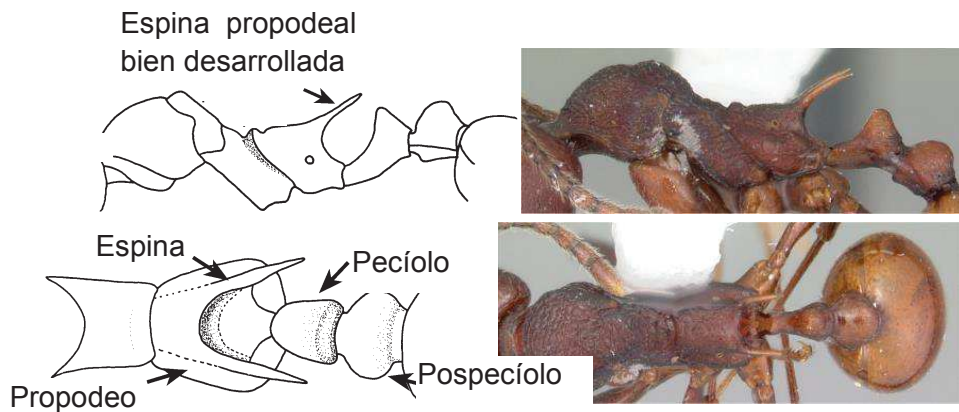 Espina propodeal
bien desarrollada
Espina
Pecíolo
Propodeo
Pospecíolo